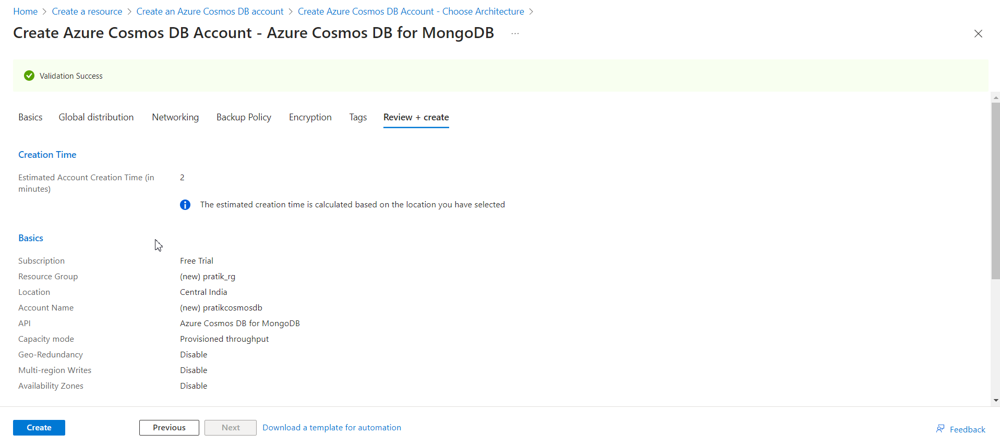 Home > Create a resource > Create an Azure Cosmos DB account > Create Azure Cosmos DB Account - Choose Architecture >
Create Azure Cosmos DB Account - Azure Cosmos DB for MongoDB ...
Validation Success
Basics Global distribution Networking Backup Policy Encryption Tags Review + create
Creation Time
Estimated Account Creation Time (in 2
minutes)
The estimated creation time is calculated based on the location you have selected
Basics
Subscription Free Trial
Resource Group (new) pratik_rg
Location Central India
Account Name (new) pratikcosmosdb
API Azure Cosmos DB for MongoDB
Capacity mode Provisioned throughput
Geo-Redundancy Disable
Multi-region Writes Disable
Availability Zones Disable
Create Previous Next Download a template for automation Feedback